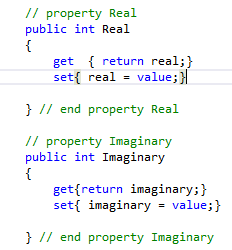 // property Real
public int Real
{
get  { return real;}
set{ real = value;}
} // end property Real
// property Imaginary
public int Imaginary
{
get{return imaginary;}
set{ imaginary = value;}
} // end property Imaginary